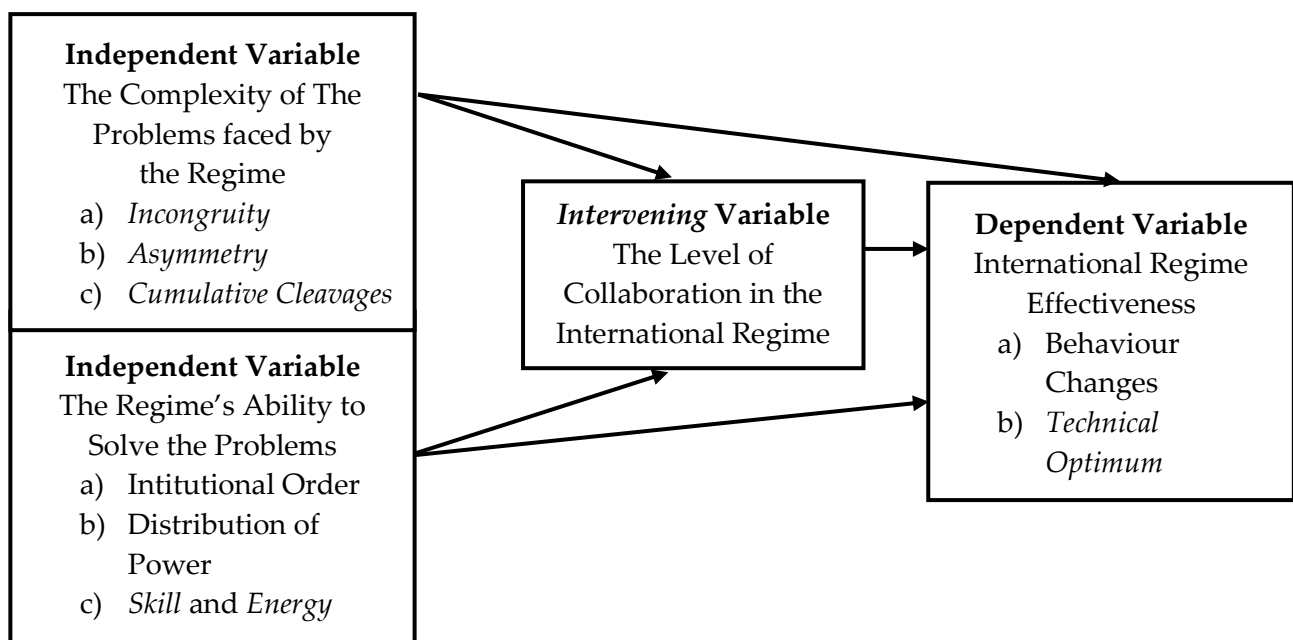 Independent Variable
The Complexity of The
Problems faced by
the Regime
a) Incongruity
b) Asymmetry
c) Cumulative Cleavages
Independent Variable
The Regime's Ability to
Solve the Problems
a) Intitutional Order
b) Distribution of
Power
c) Skill and Energy
Intervening Variable
The Level of
Collaboration in the
International Regime
Dependent Variable
International Regime
Effectiveness
a) Behaviour
Changes
b) Technical
Optimum